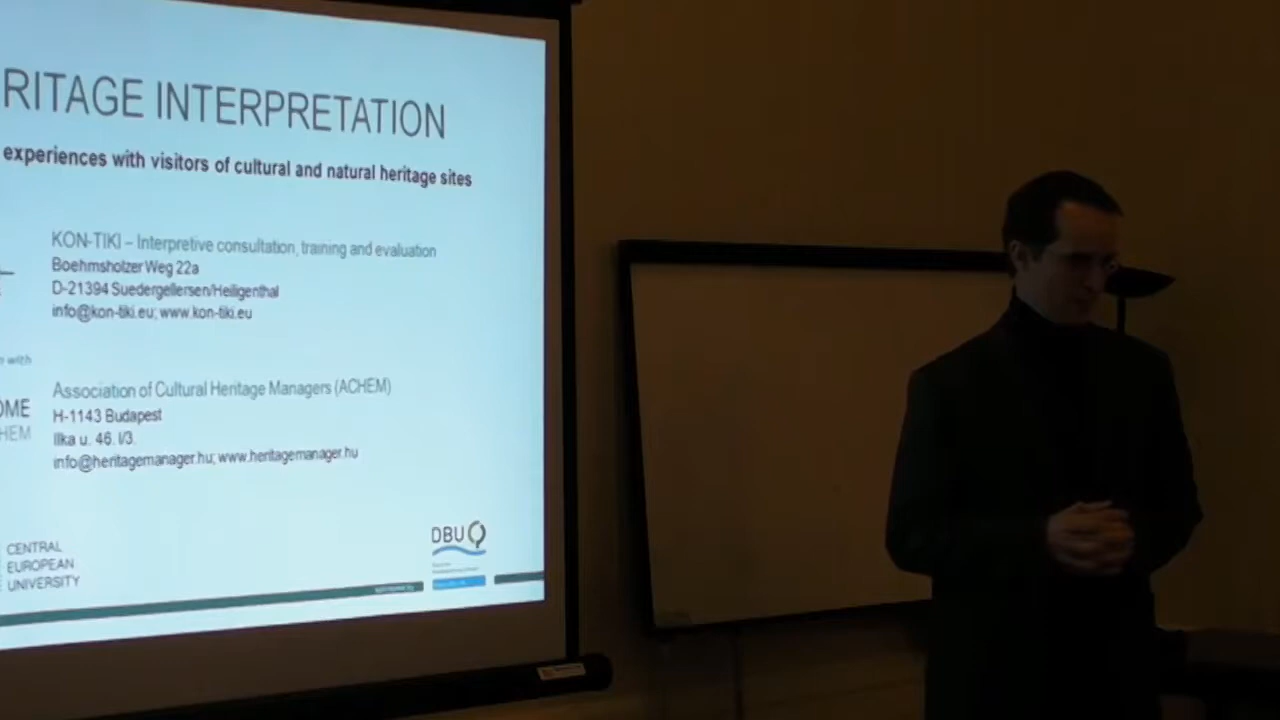 RITAGE INTERPRETATION
experiences with visitors of cultural and natural heritage sites
KON-TIKI – Interpretive consultation, training and evaluation
Boehmsholzer Weg 22a
D-21394 Suedergellersen/Heiligenthal
info@kon-tiki.eu; www.kon-tiki.eu
with
OME
HEM
Association of Cultural Heritage Managers (ACHEM)
H-1143 Budapest
Ilka u. 46. I/3.
info@heritagemanager.hu; www.heritagemanager.hu
CENTRAL
EUROPEAN
UNIVERSITY
DBU